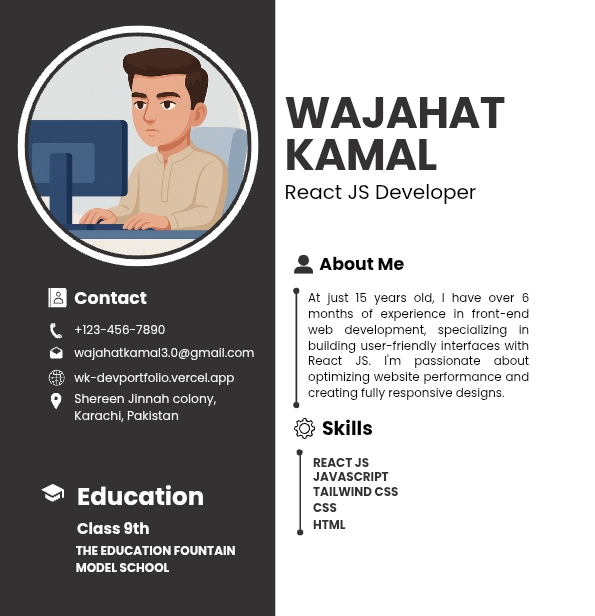 WAJAHAT
KAMAL
React JS Developer
Contact
+123-456-7890
wajahatkamal3.0@gmail.com
wk-devportfolio.vercel.app
Shereen Jinnah colony,
Karachi, Pakistan
Education
Class 9th
THE EDUCATION FOUNTAIN
MODEL SCHOOL
About Me
At just 15 years old, I have over 6
months of experience in front-end
web development, specializing in
building user-friendly interfaces with
React JS. I'm passionate about
optimizing website performance and
creating fully responsive designs.
Skills
REACT JS
JAVASCRIPT
TAILWIND CSS
CSS
HTML